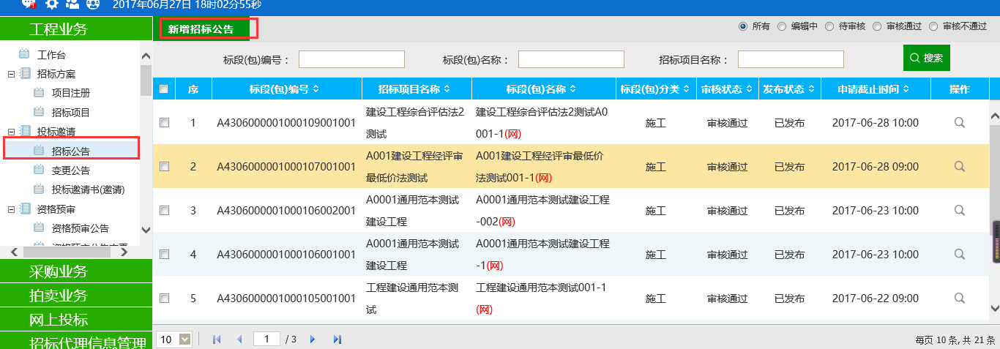 2017年06月27日 18时02分55秒
工程业务
工作台
招标方案
项目注册
招标项目
投标邀请
招标公告
变更公告
投标邀请书(邀请)
资格预审
资格预审公告
采购业务
拍卖业务
网上投标
招标代理信息管理
新增招标公告
所有 编辑中 待审核 审核通过 审核不通过
标段(包)编号： 标段(包)名称： 招标项目名称： 搜索
序 标段(包)编号 招标项目名称 标段(包)名称 标段(包)分类 审核状态 发布状态 申请截止时间 操作
1 A4306000001000109001001 建设工程综合评估法2 建设工程综合评估法2测试A0 施工 审核通过 已发布 2017-06-28 10:00
测试 001-1(网)
2 A4306000001000107001001 A001建设工程经评审 A001建设工程经评审最低价 施工 审核通过 已发布 2017-06-28 09:00
最低价法测试 法测试001-1(网)
3 A4306000001000106002001 A0001通用范本测试 A0001通用范本测试建设工程 施工 审核通过 已发布 2017-06-23 10:00
建设工程 -002(网)
4 A4306000001000106001001 A0001通用范本测试 A0001通用范本测试建设工程 施工 审核通过 已发布 2017-06-23 10:00
建设工程 -1(网)
5 A4306000001000105001001 工程建设通用范本测 工程建设通用范本测试001-1 施工 审核通过 已发布 2017-06-22 09:00
试 (网)
10 1 / 3 每页 10 条, 共 21 条